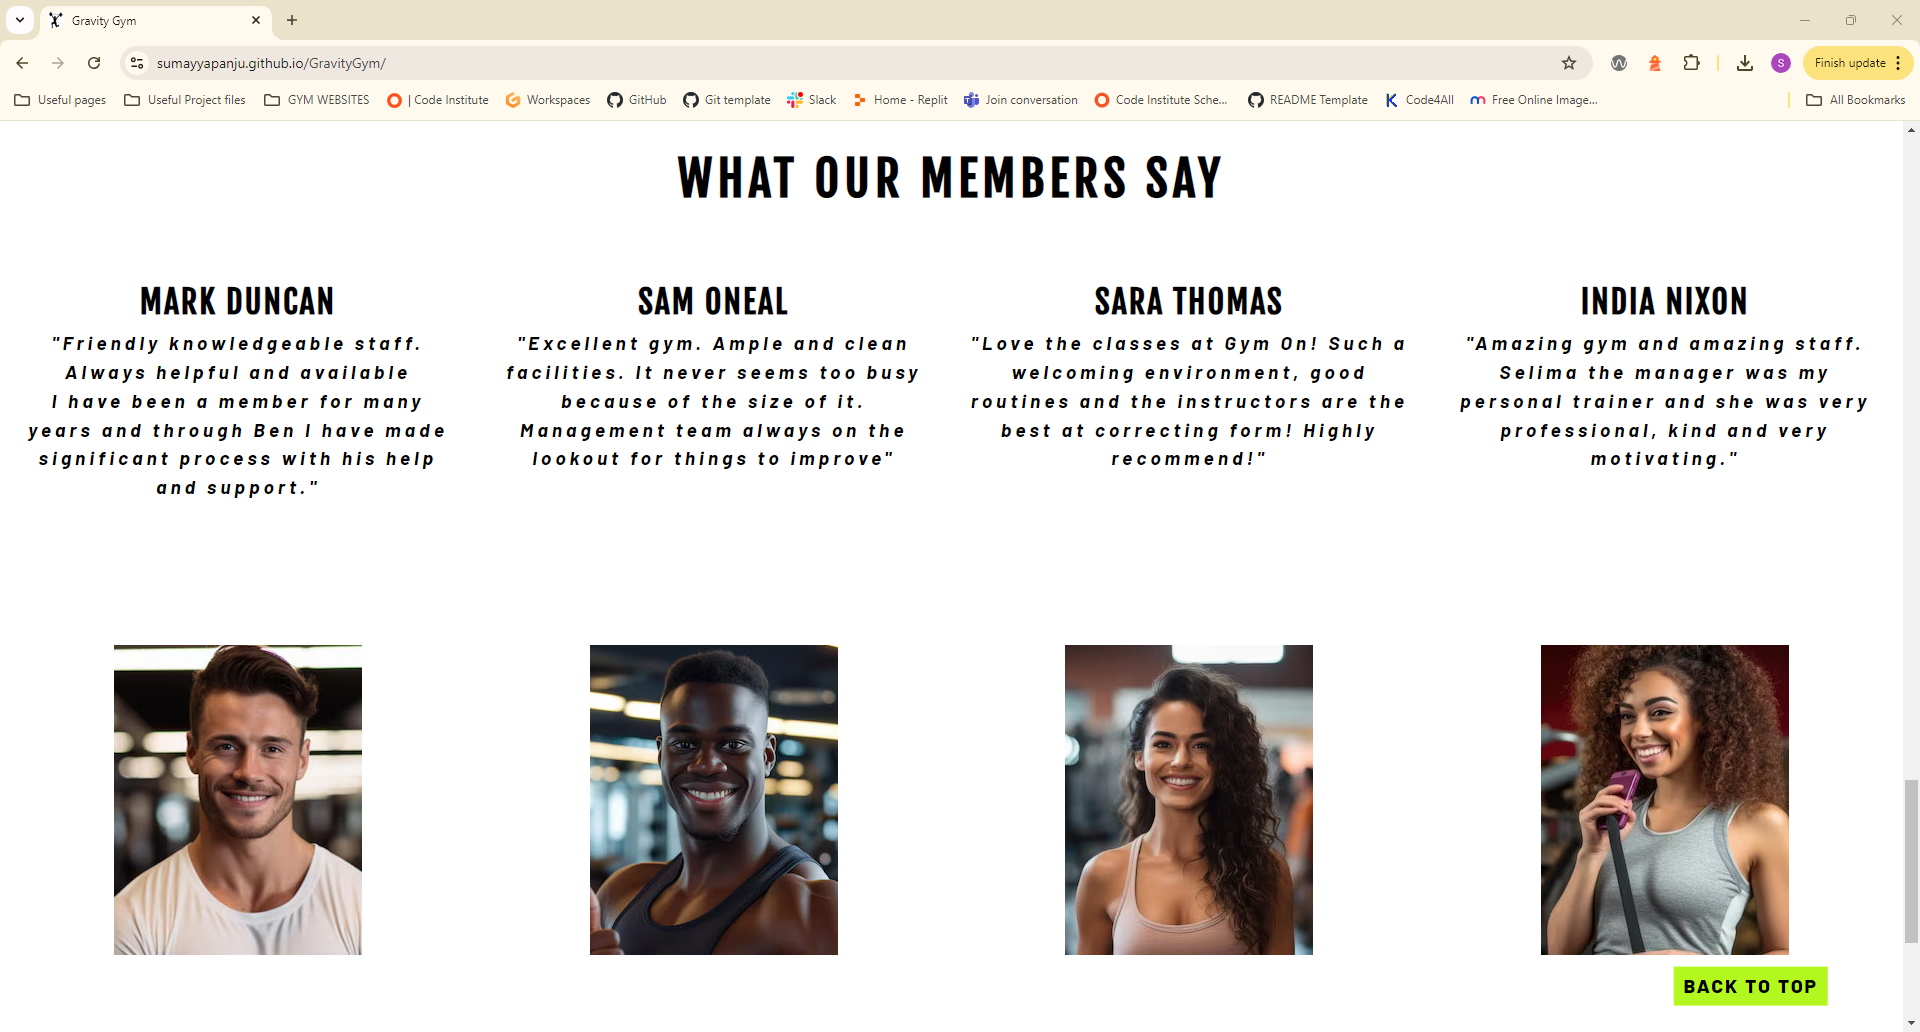 Gravity Gym
sumayyapanju.github.io/GravityGym/
Finish update
Useful pages
Useful Project files
GYM WEBSITES
| Code Institute
Workspaces
GitHub
Git template
Slack
Home - Replit
Join conversation
Code Institute Sche...
README Template
Code4All
Free Online Image...
All Bookmarks
S
WHAT OUR MEMBERS SAY
MARK DUNCAN
"Friendly knowledgeable staff.
Always helpful and available
I have been a member for many
years and through Ben I have made
significant process with his help
and support."
SAM ONEAL
"Excellent gym. Ample and clean
facilities. It never seems too busy
because of the size of it.
Management team always on the
lookout for things to improve"
SARA THOMAS
"Love the classes at Gym On! Such a
welcoming environment, good
routines and the instructors are the
best at correcting form! Highly
recommend!"
INDIA NIXON
"Amazing gym and amazing staff.
Selima the manager was my
personal trainer and she was very
professional, kind and very
motivating."
BACK TO TOP